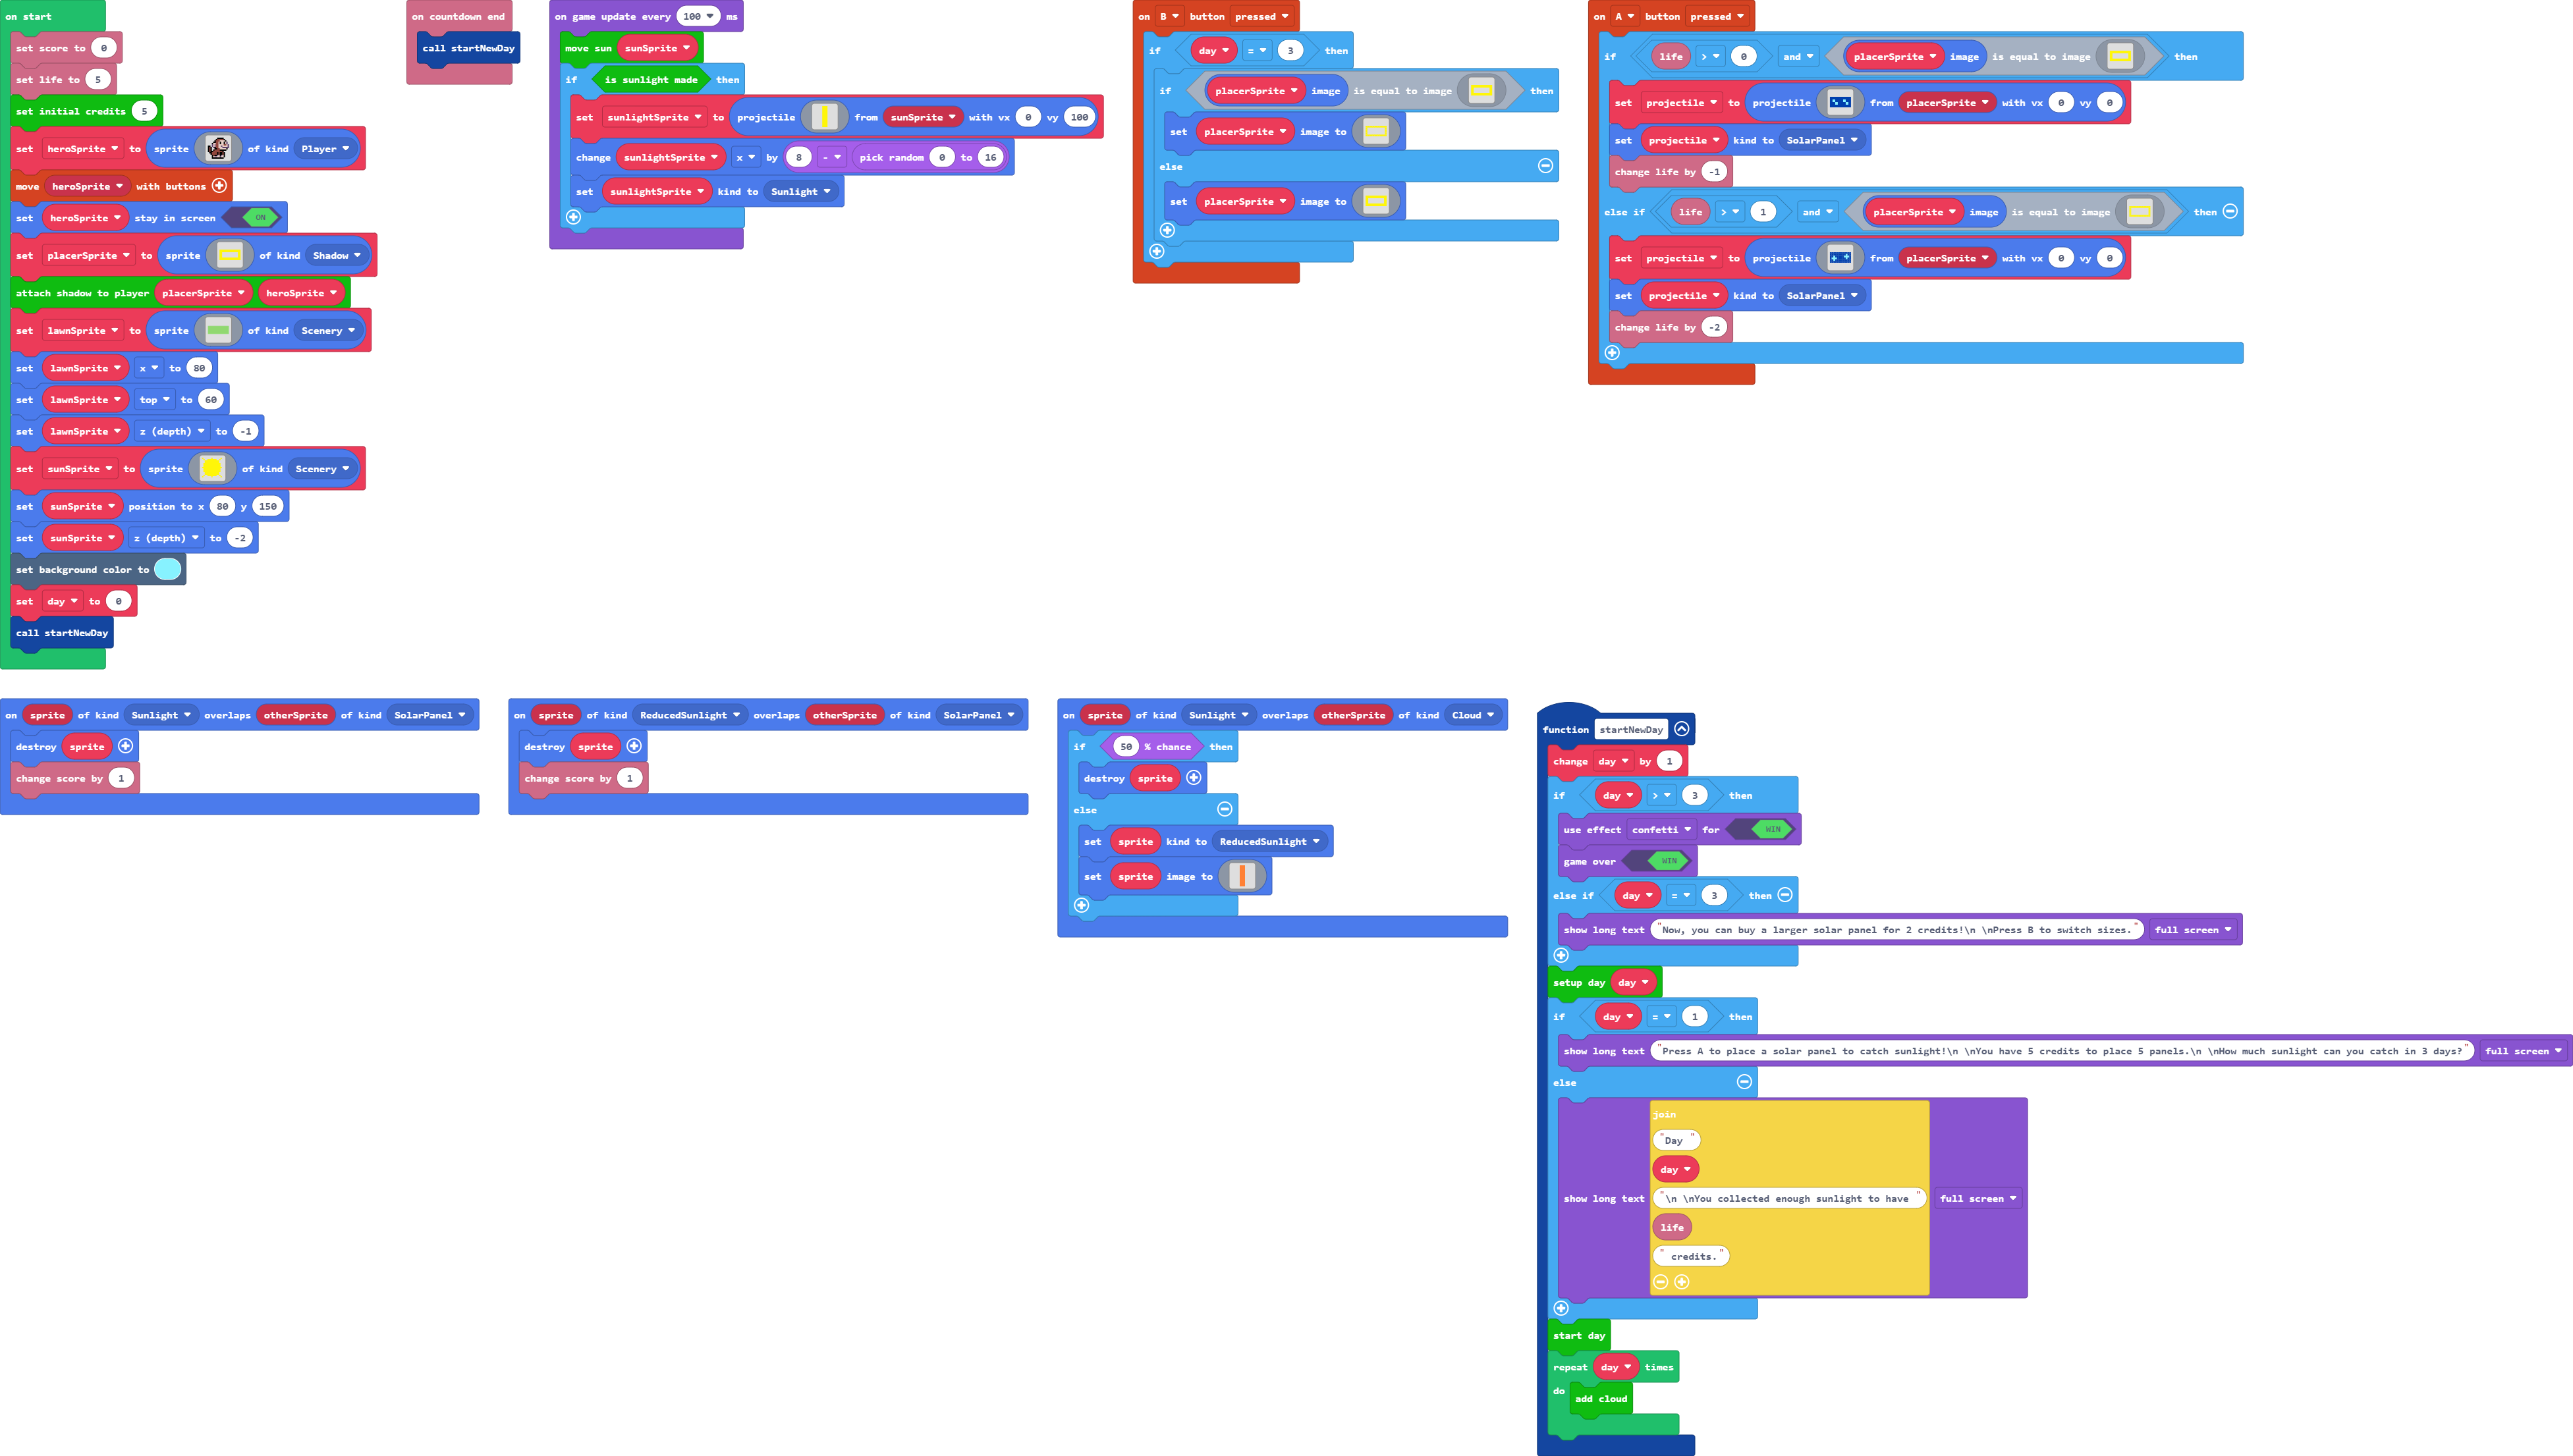 on start
set score to 0
set life to 5
set initial credits 5
set heroSprite to sprite of kind Player
move heroSprite with buttons
set heroSprite stay in screen ON
set placerSprite to sprite of kind Shadow
attach shadow to player placerSprite heroSprite
set lawnSprite to sprite of kind Scenery
set lawnSprite x to 80
set lawnSprite top to 60
set lawnSprite z (depth) to -1
set sunSprite to sprite of kind Scenery
set sunSprite position to x 80 y 150
set sunSprite z (depth) to -2
set background color to
set day to 0
call startNewDay
on countdown end
call startNewDay
on game update every 100 ms
move sun sunSprite
if is sunlight made then
set sunlightSprite to projectile from sunSprite with vx 0 vy 100
change sunlightSprite x by 8 - pick random 0 to 16
set sunlightSprite kind to Sunlight
on B button pressed
if day = 3 then
if placerSprite image is equal to image then
set placerSprite image to
else
set placerSprite image to
on A button pressed
if life > 0 and placerSprite image is equal to image then
set projectile to projectile from placerSprite with vx 0 vy 0
set projectile kind to SolarPanel
change life by -1
else if life > 1 and placerSprite image is equal to image then
set projectile to projectile from placerSprite with vx 0 vy 0
set projectile kind to SolarPanel
change life by -2
on sprite of kind Sunlight overlaps otherSprite of kind SolarPanel
destroy sprite
change score by 1
on sprite of kind ReducedSunlight overlaps otherSprite of kind SolarPanel
destroy sprite
change score by 1
on sprite of kind Sunlight overlaps otherSprite of kind Cloud
if 50 % chance then
destroy sprite
else
set sprite kind to ReducedSunlight
set sprite image to
function startNewDay
change day by 1
if day > 3 then
use effect confetti for WIN
game over WIN
else if day = 3 then
show long text "Now, you can buy a larger solar panel for 2 credits!\n \nPress B to switch sizes." full screen
setup day day
if day = 1 then
show long text "Press A to place a solar panel to catch sunlight!\n \nYou have 5 credits to place 5 panels.\n \nHow much sunlight can you catch in 3 days?" full screen
else
join
"Day "
day
show long text "\n \nYou collected enough sunlight to have " full screen
life
" credits."
start day
repeat day times
do add cloud